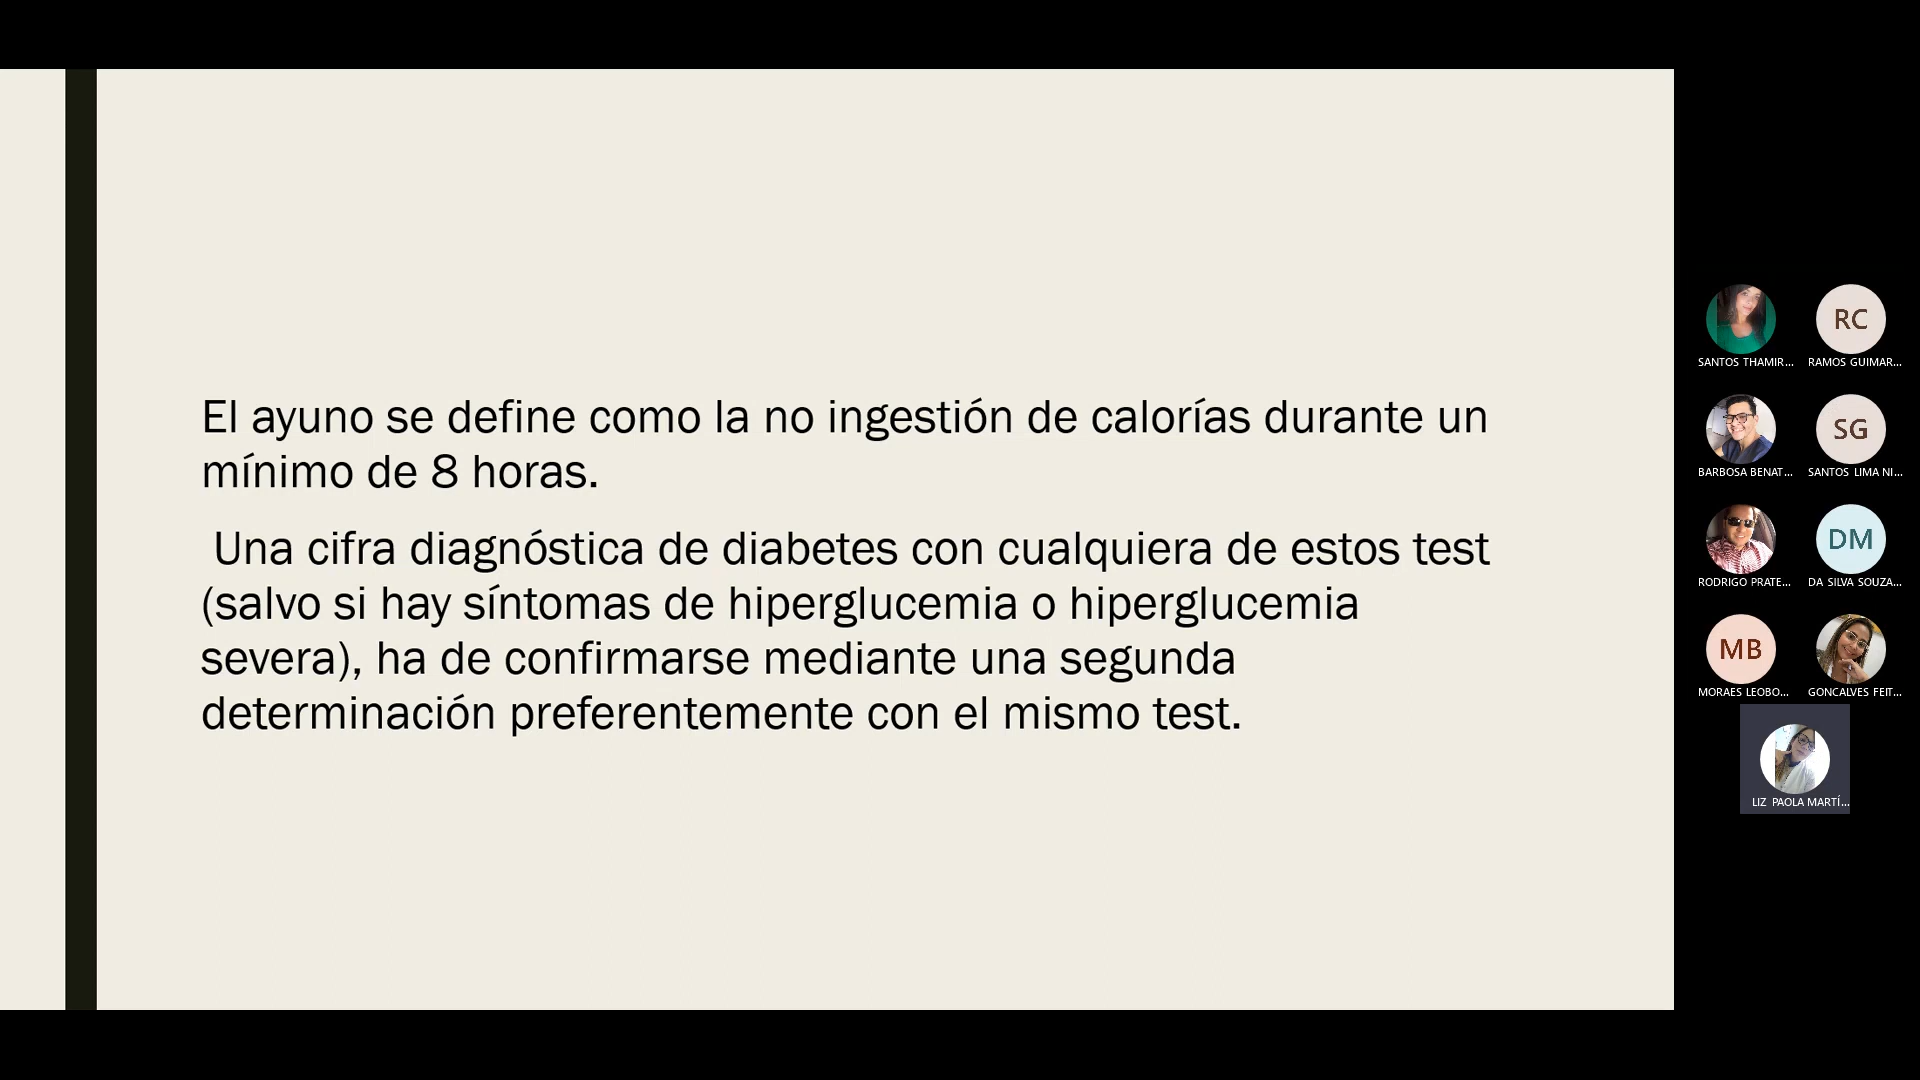 El ayuno se define como la no ingestión de calorías durante un
mínimo de 8 horas.
Una cifra diagnóstica de diabetes con cualquiera de estos test
(salvo si hay síntomas de hiperglucemia o hiperglucemia
severa), ha de confirmarse mediante una segunda
determinación preferentemente con el mismo test.
RC
SANTOS THAMIR...
RAMOS GUIMAR...
SG
BARBOSA BENAT...
SANTOS LIMA NI...
DM
RODRIGO PRATE...
DA SILVA SOUZA...
MB
MORAES LEOBO...
GONCALVES FEIT...
LIZ PAOLA MARTÍ...